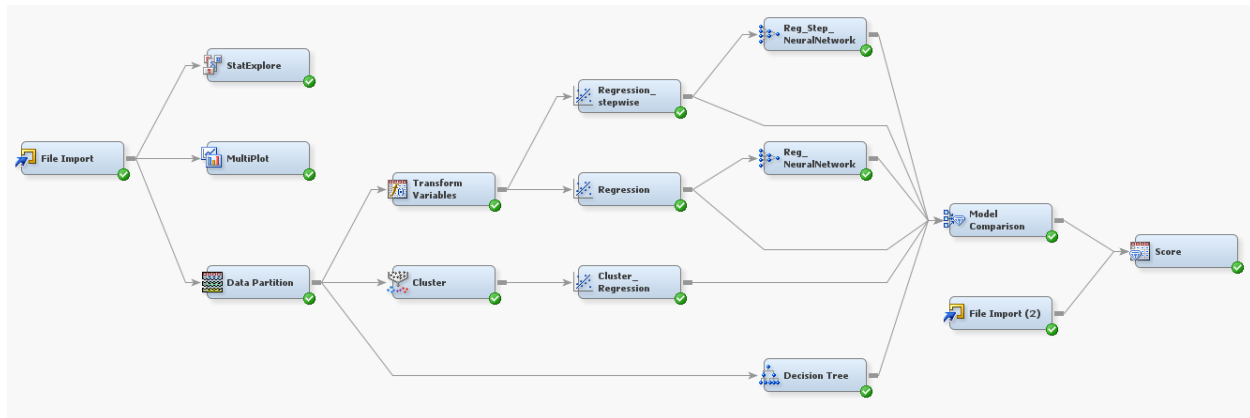 Reg_Step_
NeuralNetwork
StatExplore
Regression_
stepwise
File Import
MultiPlot
Reg_
NeuralNetwork
Transform
Variables
Regression
Model
Comparison
Score
Data Partition
Cluster
Cluster_
Regression
File Import (2)
Decision Tree